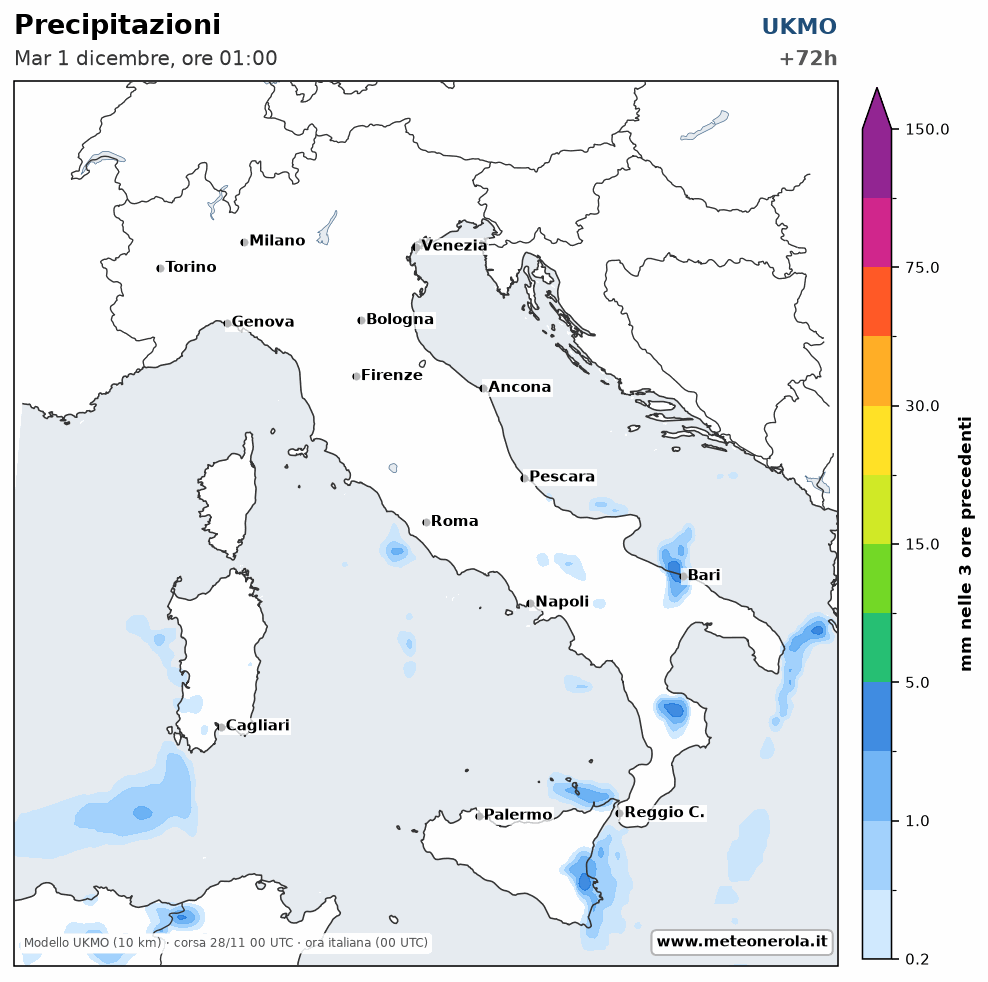 Precipitazioni
UKMO
Mar 1 dicembre, ore 01:00
+72h
150.0
75.0
30.0
15.0
5.0
1.0
0.2
mm nelle 3 ore precedenti
Milano
Venezia
Torino
Genova
Bologna
Firenze
Ancona
Pescara
Roma
Bari
Napoli
Cagliari
Palermo
Reggio C.
Modello UKMO (10 km) · corsa 28/11 00 UTC · ora italiana (00 UTC)
www.meteonerola.it